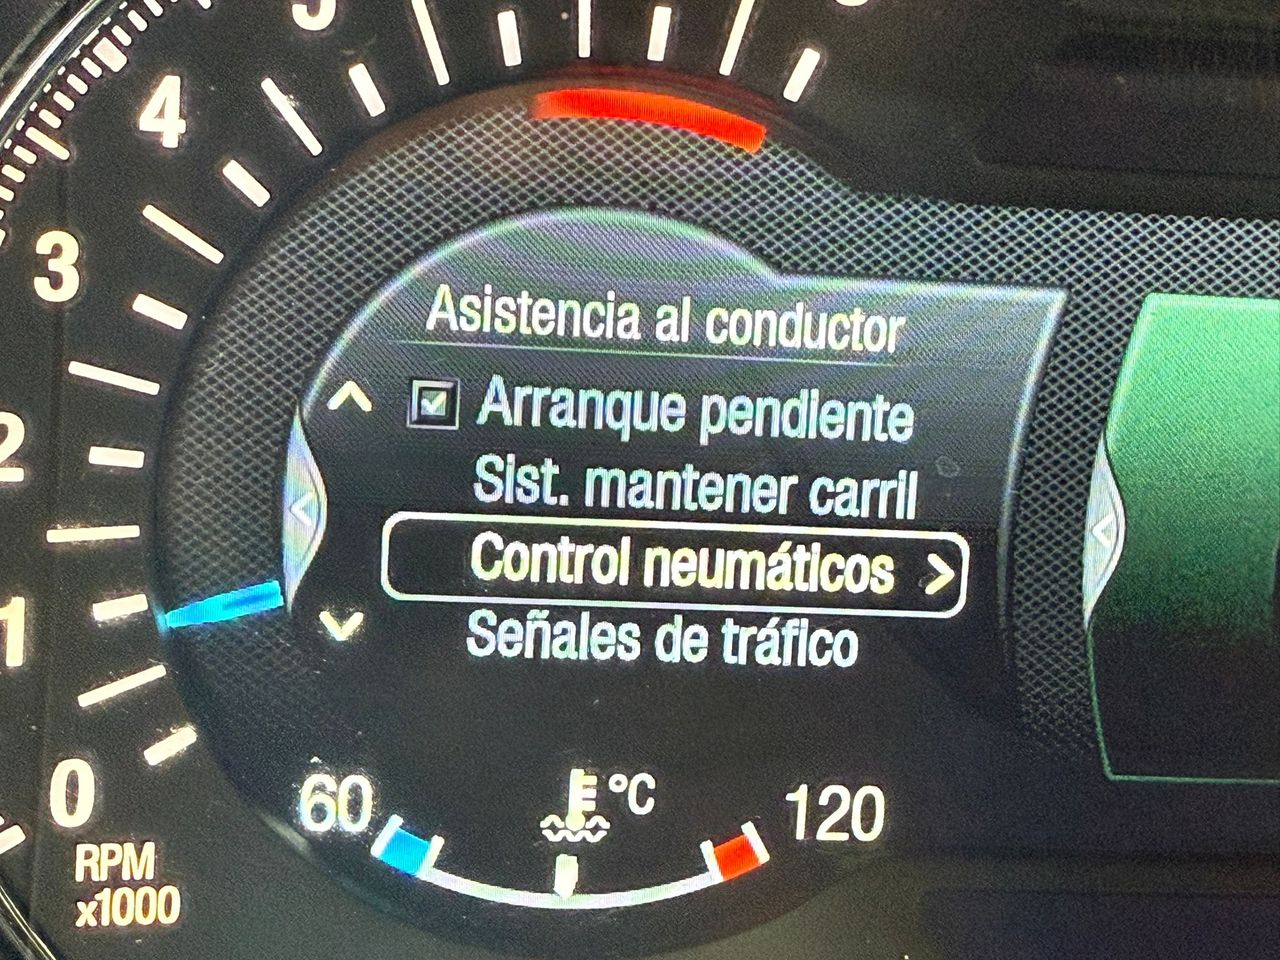 5
4
3
2
1
0
RPM
x1000
Asistencia al conductor
Arranque pendiente
Sist. mantener carril
Control neumáticos
Señales de tráfico
60
°C
120